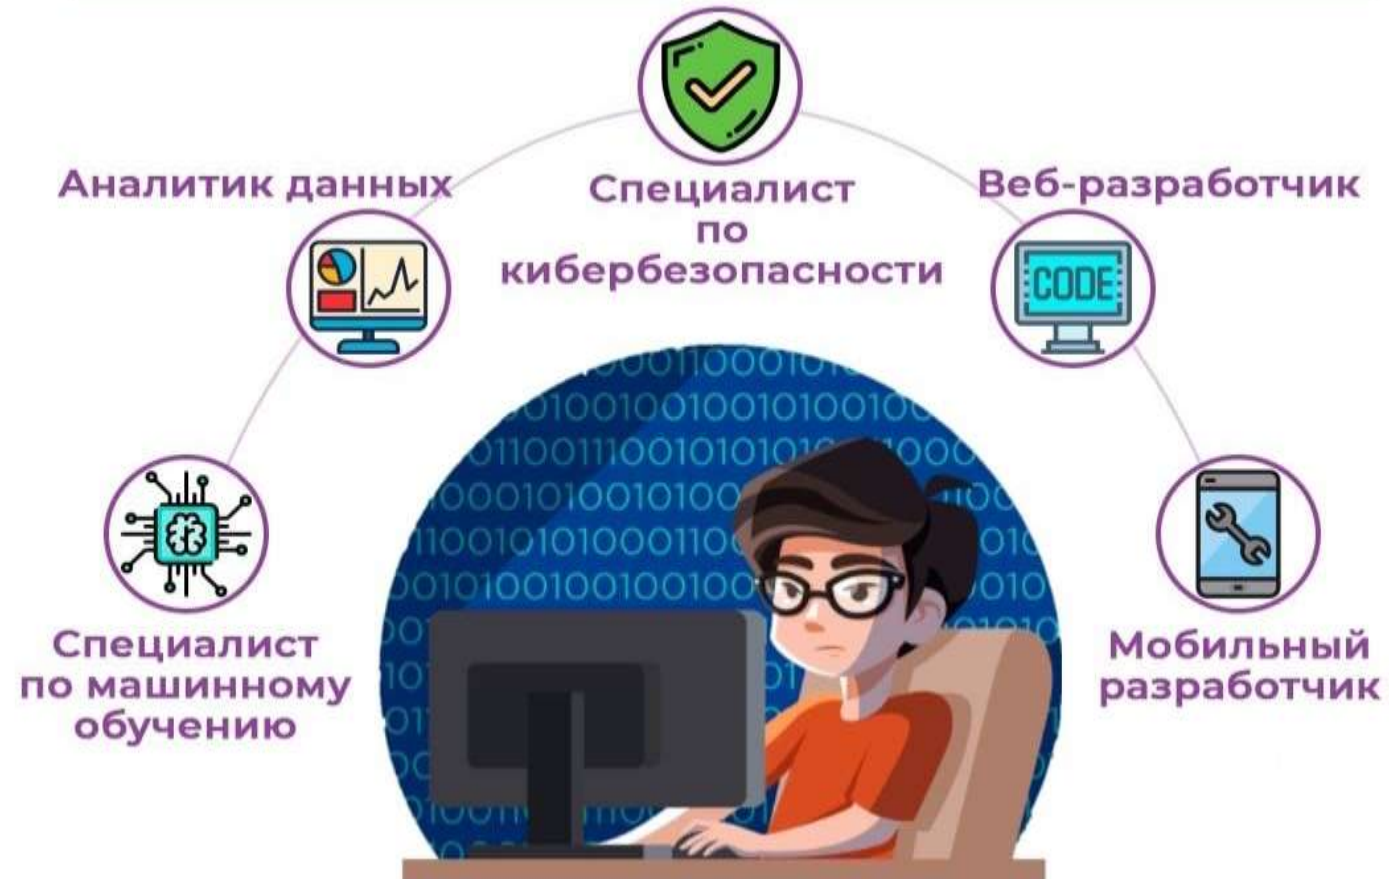 Аналитик данных
Специалист
по
кибербезопасности
Веб-разработчик
CODE
Специалист
по машинному
обучению
Мобильный
разработчик